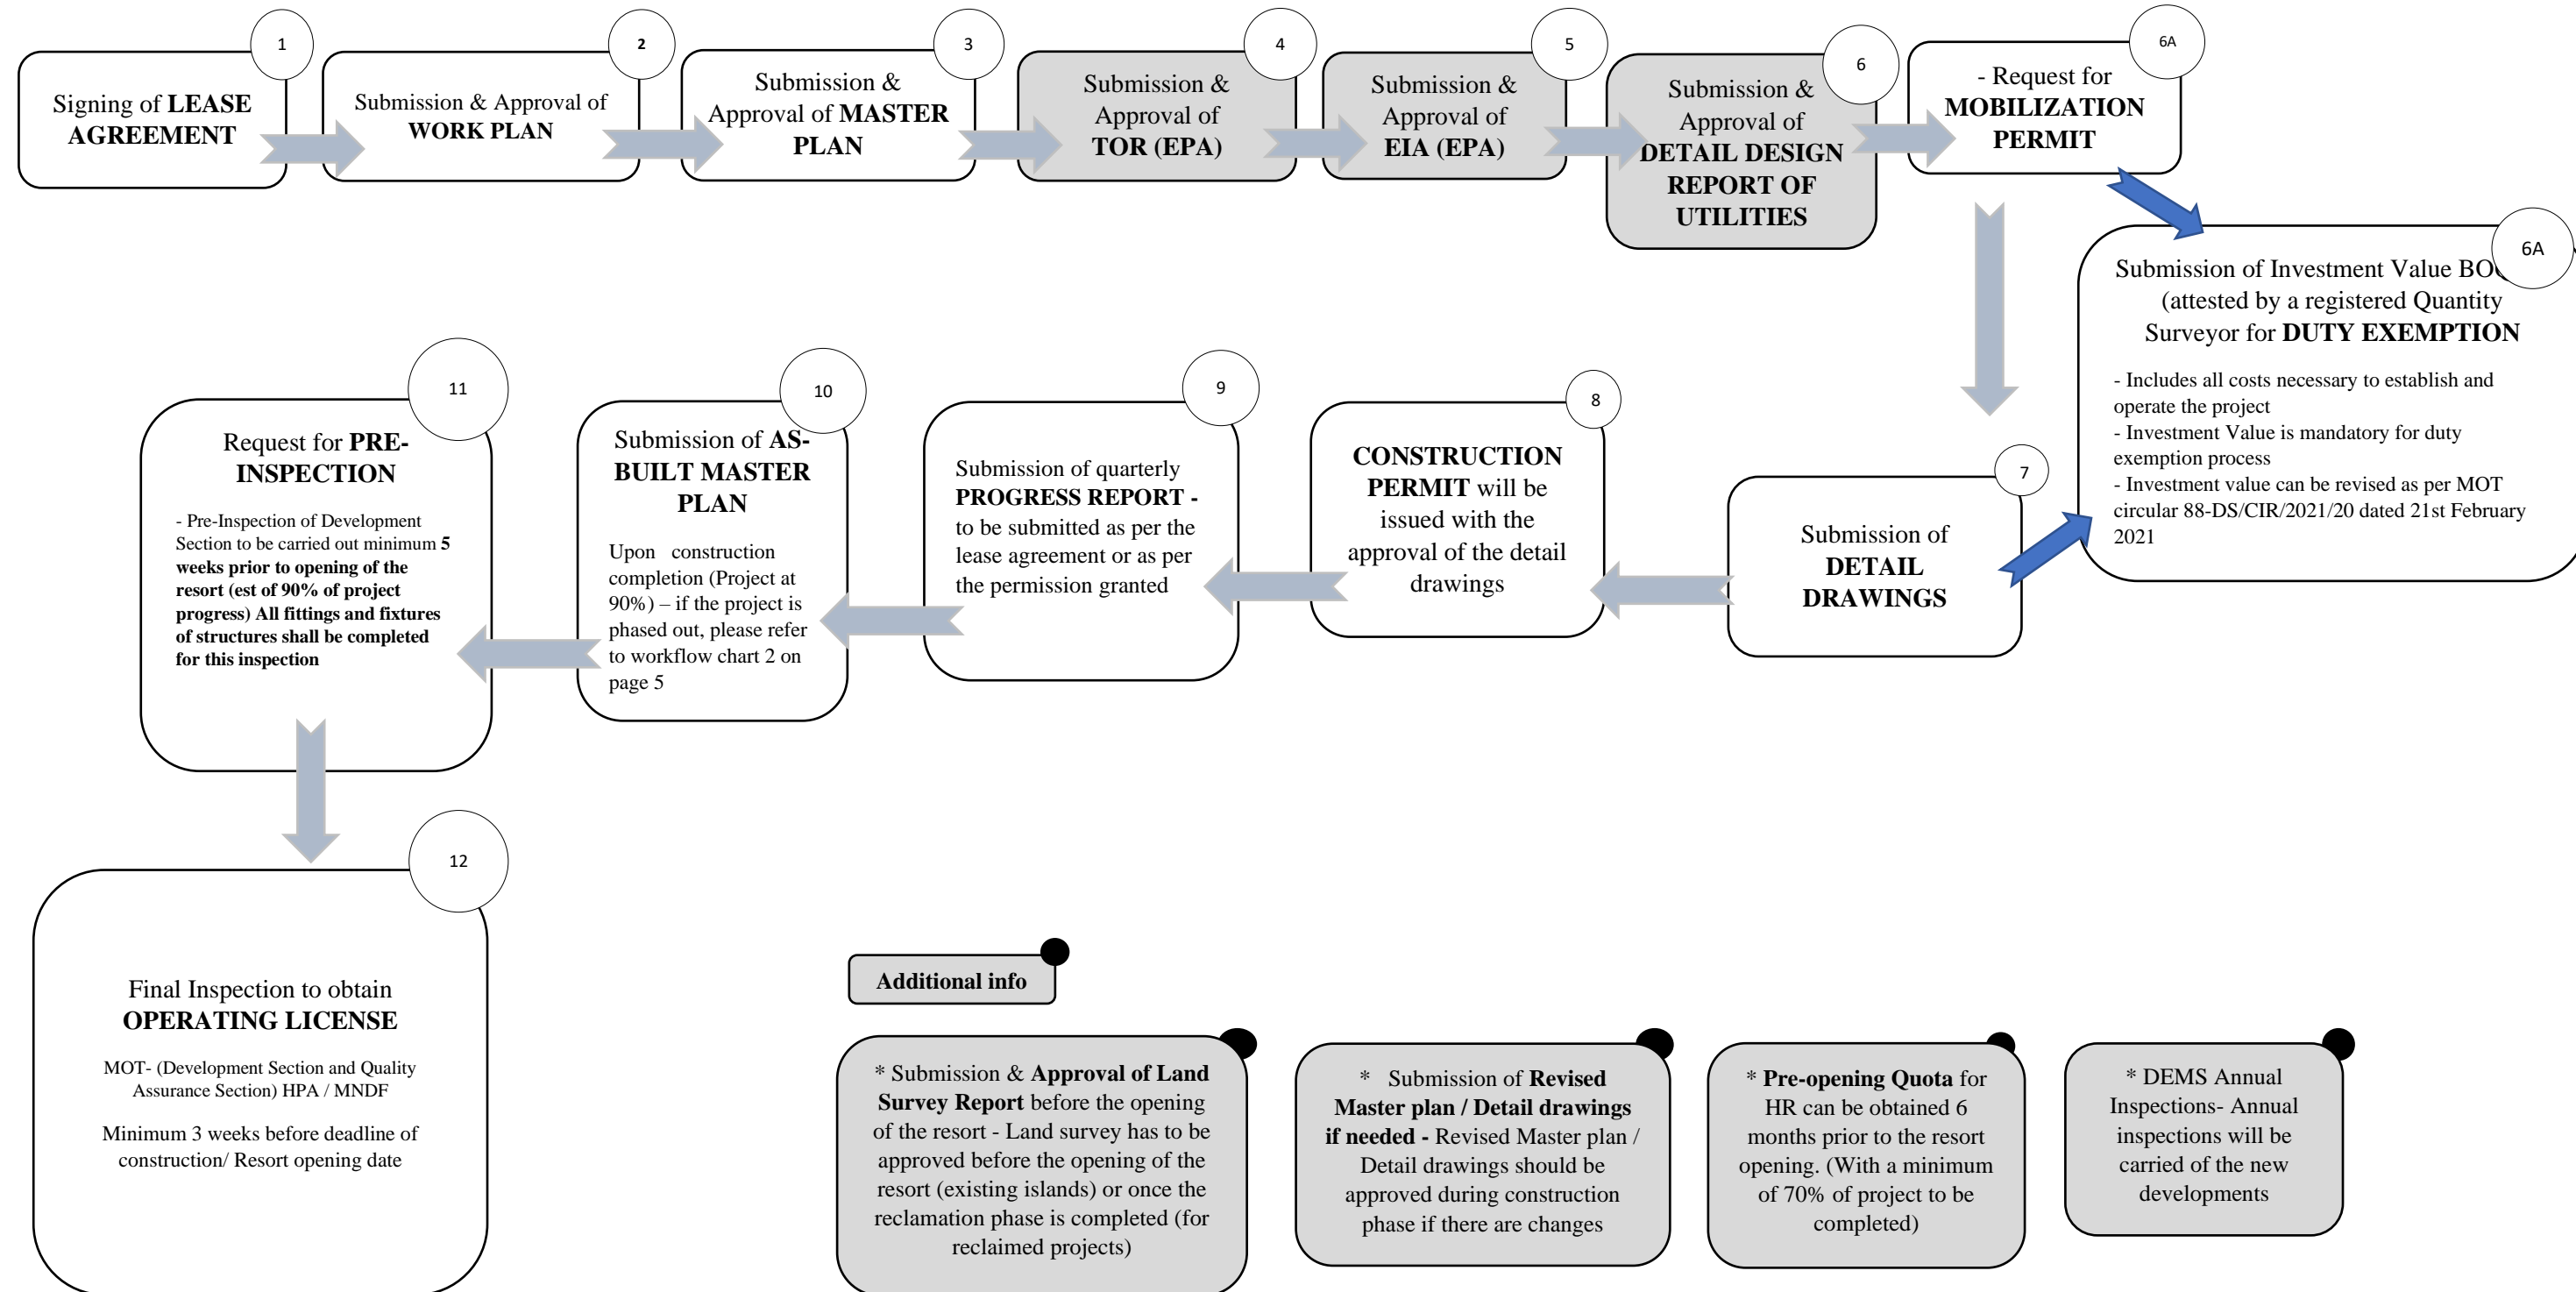 1
Signing of LEASE
AGREEMENT
2
Submission & Approval of
WORK PLAN
3
Submission &
Approval of MASTER
PLAN
4
Submission &
Approval of
TOR (EPA)
5
Submission &
Approval of
EIA (EPA)
6
Submission &
Approval of
DETAIL DESIGN
REPORT OF
UTILITIES
6A
- Request for
MOBILIZATION
PERMIT
6A
Submission of Investment Value
(attested by a registered Quantity
Surveyor for DUTY EXEMPTION
- Includes all costs necessary to establish and
operate the project
- Investment Value is mandatory for duty
exemption process
- Investment value can be revised as per MOT
circular 88-DS/CIR/2021/20 dated 21st February
2021
7
Submission of
DETAIL
DRAWINGS
8
CONSTRUCTION
PERMIT will be
issued with the
approval of the detail
drawings
9
Submission of quarterly
PROGRESS REPORT -
to be submitted as per the
lease agreement or as per
the permission granted
10
Submission of AS-
BUILT MASTER
PLAN
Upon construction
completion (Project at
90%) – if the project is
phased out, please refer
to workflow chart 2 on
page 5
11
Request for PRE-
INSPECTION
- Pre-Inspection of Development
Section to be carried out minimum 5
weeks prior to opening of the
resort (est of 90% of project
progress) All fittings and fixtures
of structures shall be completed
for this inspection
12
Final Inspection to obtain
OPERATING LICENSE
MOT- (Development Section and Quality
Assurance Section) HPA / MNDF
Minimum 3 weeks before deadline of
construction/ Resort opening date
Additional info
* Submission & Approval of Land
Survey Report before the opening
of the resort - Land survey has to be
approved before the opening of the
resort (existing islands) or once the
reclamation phase is completed (for
reclaimed projects)
* Submission of Revised
Master plan / Detail drawings
if needed - Revised Master plan /
Detail drawings should be
approved during construction
phase if there are changes
* Pre-opening Quota for
HR can be obtained 6
months prior to the resort
opening. (With a minimum
of 70% of project to be
completed)
* DEMS Annual
Inspections- Annual
inspections will be
carried of the new
developments